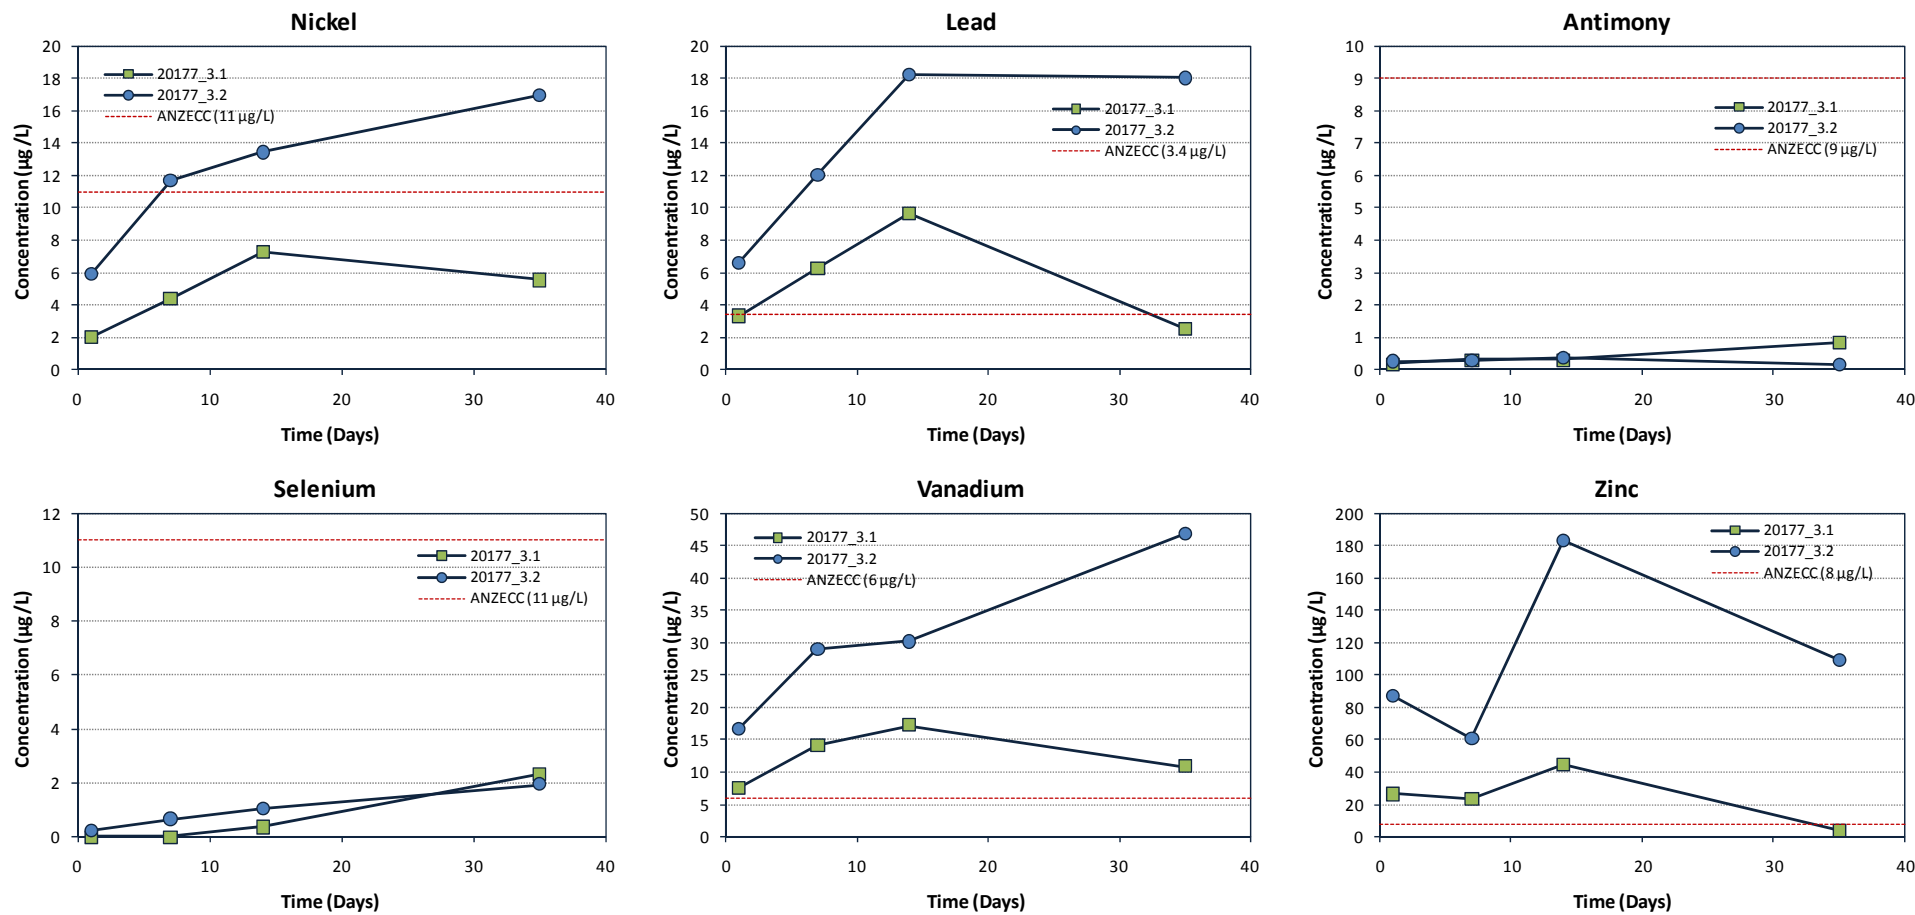 Nickel
Concentration (µg /L)
20
18
16
14
12
10
8
6
4
2
0
20177_3.1
20177_3.2
ANZECC (11 µg/L)
0 10 20 30 40
Time (Days)
Lead
Concentration (µg/L)
20
18
16
14
12
10
8
6
4
2
0
20177_3.1
20177_3.2
ANZECC (3.4 µg/L)
0 10 20 30 40
Time (Days)
Antimony
Concentration (µg/L)
10
9
8
7
6
5
4
3
2
1
0
20177_3.1
20177_3.2
ANZECC (9 µg/L)
0 10 20 30 40
Time (Days)
Selenium
Concentration (µg/L)
12
10
8
6
4
2
0
20177_3.1
20177_3.2
ANZECC (11 µg/L)
0 10 20 30 40
Time (Days)
Vanadium
Concentration (µg/L)
50
45
40
35
30
25
20
15
10
5
0
20177_3.1
20177_3.2
ANZECC (6 µg/L)
0 10 20 30 40
Time (Days)
Zinc
Concentration (µg/L)
200
180
160
140
120
100
80
60
40
20
0
20177_3.1
20177_3.2
ANZECC (8 µg/L)
0 10 20 30 40
Time (Days)